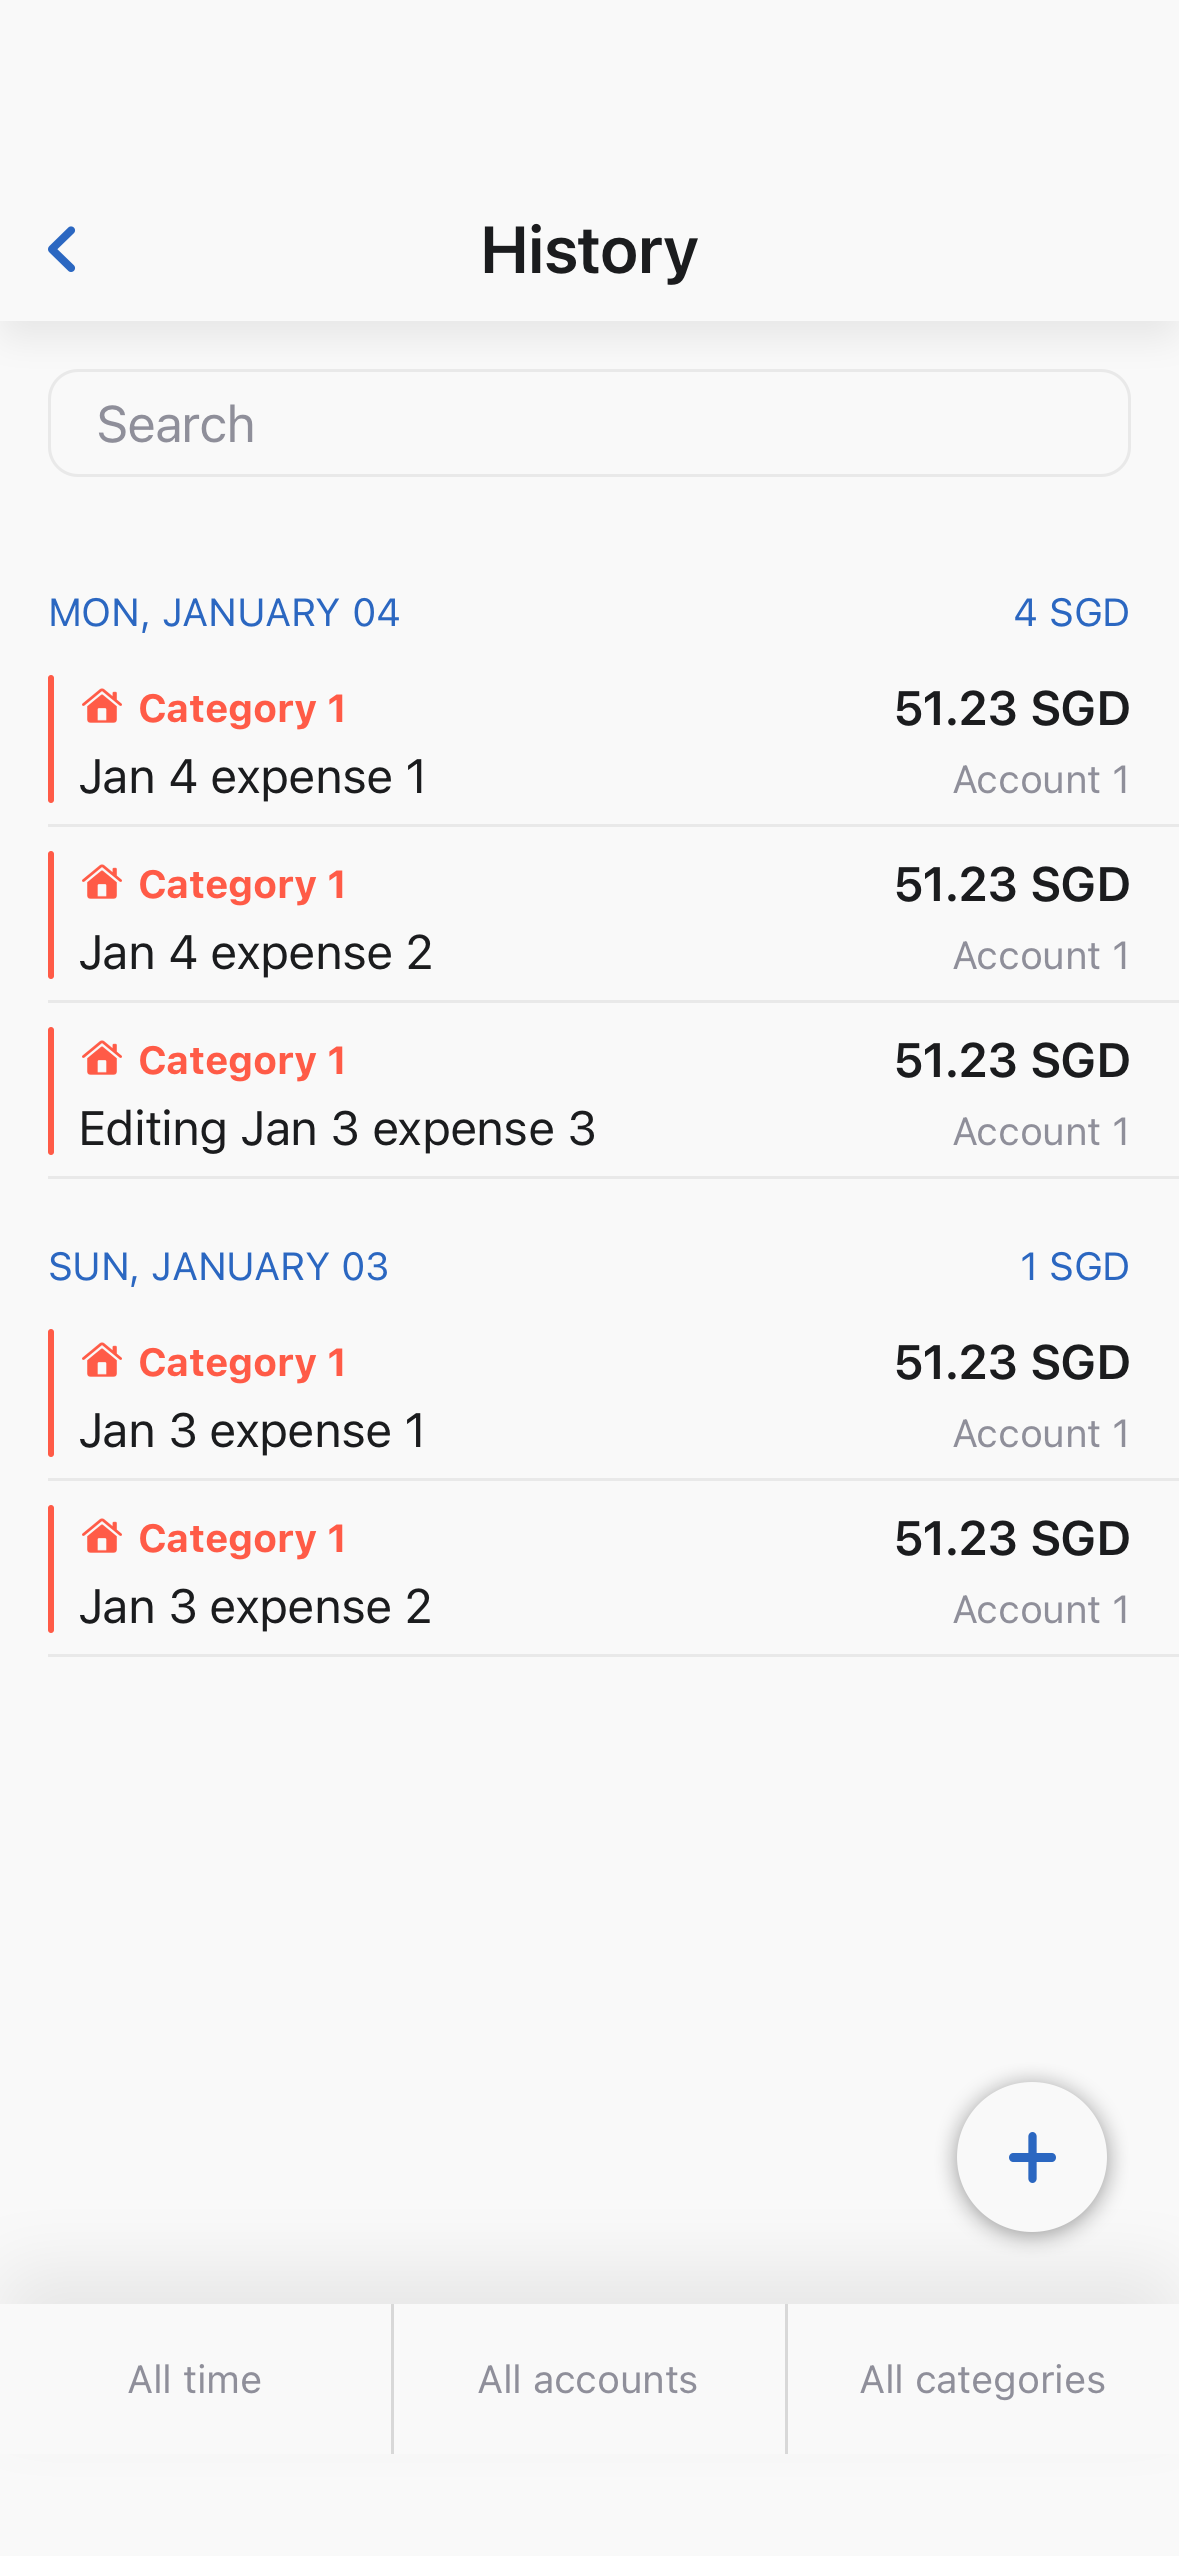 History
Search
MON, JANUARY 04 4 SGD
Category 1 51.23 SGD
Jan 4 expense 1 Account 1
Category 1 51.23 SGD
Jan 4 expense 2 Account 1
Category 1 51.23 SGD
Editing Jan 3 expense 3 Account 1
SUN, JANUARY 03 1 SGD
Category 1 51.23 SGD
Jan 3 expense 1 Account 1
Category 1 51.23 SGD
Jan 3 expense 2 Account 1
All time All accounts All categories